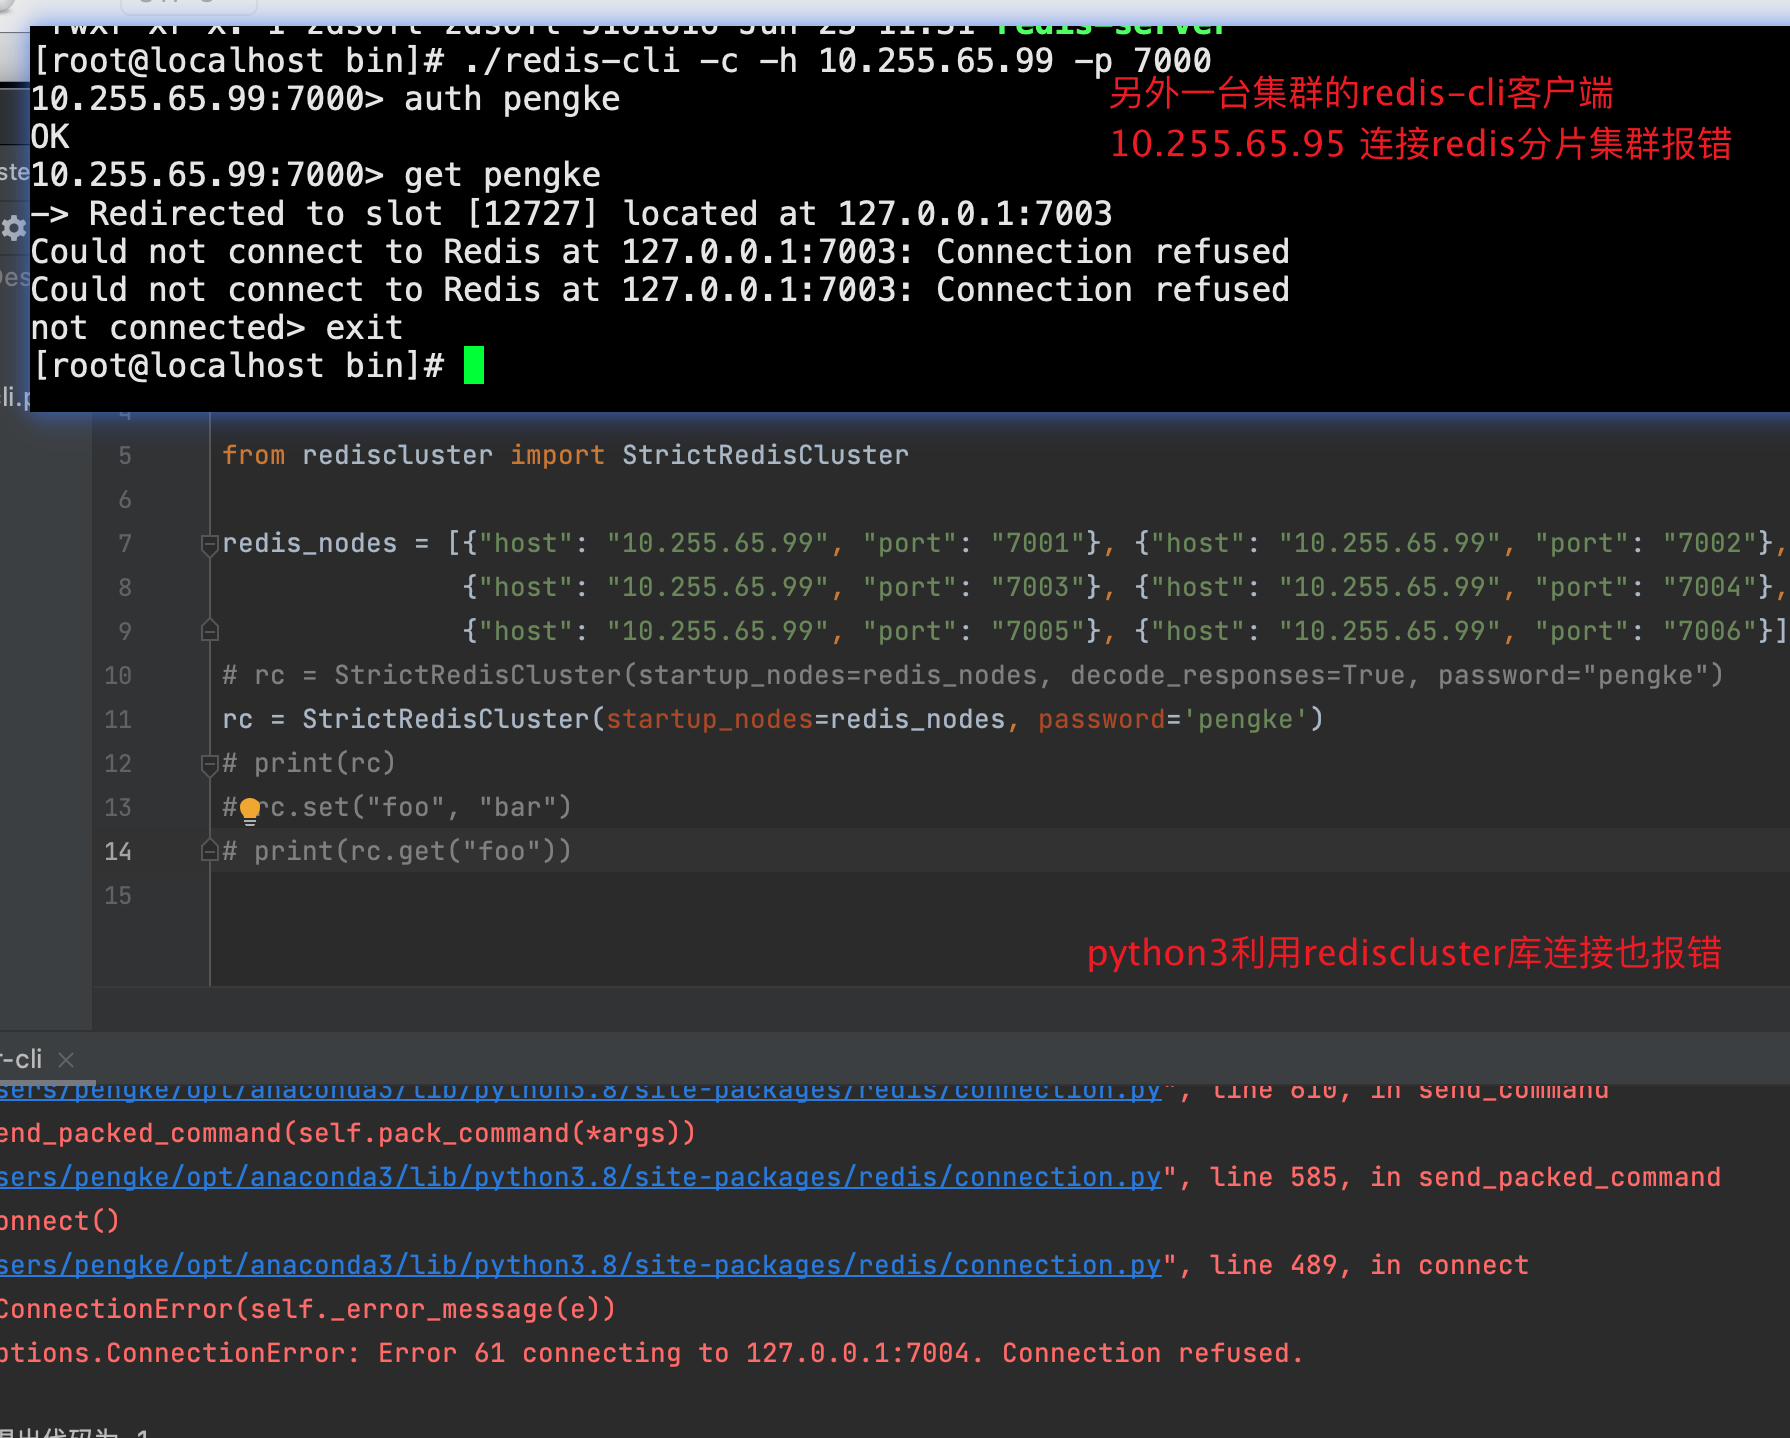 redis-server
[root@localhost bin]# ./redis-cli -c -h 10.255.65.99 -p 7000
10.255.65.99:7000> auth pengke
另外一台集群的redis-cli客户端
OK
10.255.65.95 连接redis分片集群报错
10.255.65.99:7000> get pengke
-> Redirected to slot [12727] located at 127.0.0.1:7003
Could not connect to Redis at 127.0.0.1:7003: Connection refused
Could not connect to Redis at 127.0.0.1:7003: Connection refused
not connected> exit
[root@localhost bin]#
4
5 from rediscluster import StrictRedisCluster
6
7 redis_nodes = [{"host": "10.255.65.99", "port": "7001"}, {"host": "10.255.65.99", "port": "7002"},
8 {"host": "10.255.65.99", "port": "7003"}, {"host": "10.255.65.99", "port": "7004"},
9 {"host": "10.255.65.99", "port": "7005"}, {"host": "10.255.65.99", "port": "7006"}]
10 # rc = StrictRedisCluster(startup_nodes=redis_nodes, decode_responses=True, password="pengke")
11 rc = StrictRedisCluster(startup_nodes=redis_nodes, password='pengke')
12 # print(rc)
13 # rc.set("foo", "bar")
14 # print(rc.get("foo"))
15
python3利用rediscluster库连接也报错
r-cli
sers/pengke/opt/anaconda3/lib/python3.8/site-packages/redis/connection.py", line 610, in send_command
end_packed_command(self.pack_command(*args))
sers/pengke/opt/anaconda3/lib/python3.8/site-packages/redis/connection.py", line 585, in send_packed_command
onnect()
sers/pengke/opt/anaconda3/lib/python3.8/site-packages/redis/connection.py", line 489, in connect
ConnectionError(self._error_message(e))
ptions.ConnectionError: Error 61 connecting to 127.0.0.1:7004. Connection refused.